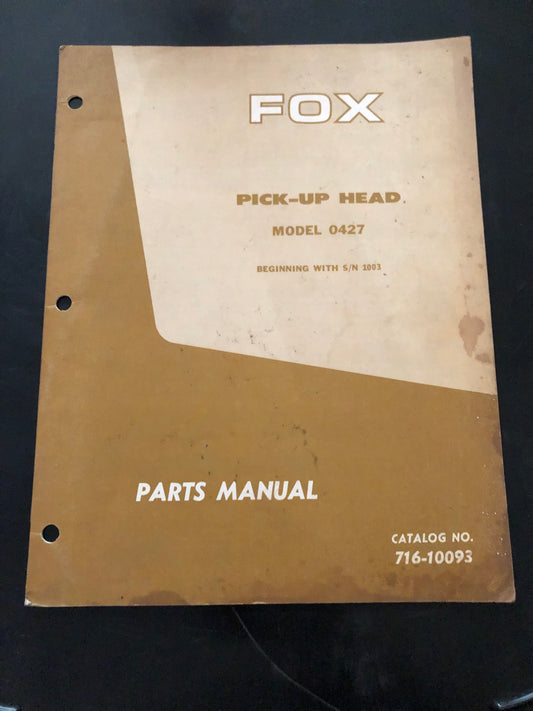 FOX
PICK-UP HEAD
MODEL 0427
BEGINNING WITH S/N 1003
PARTS MANUAL
CATALOG NO.
716-10093